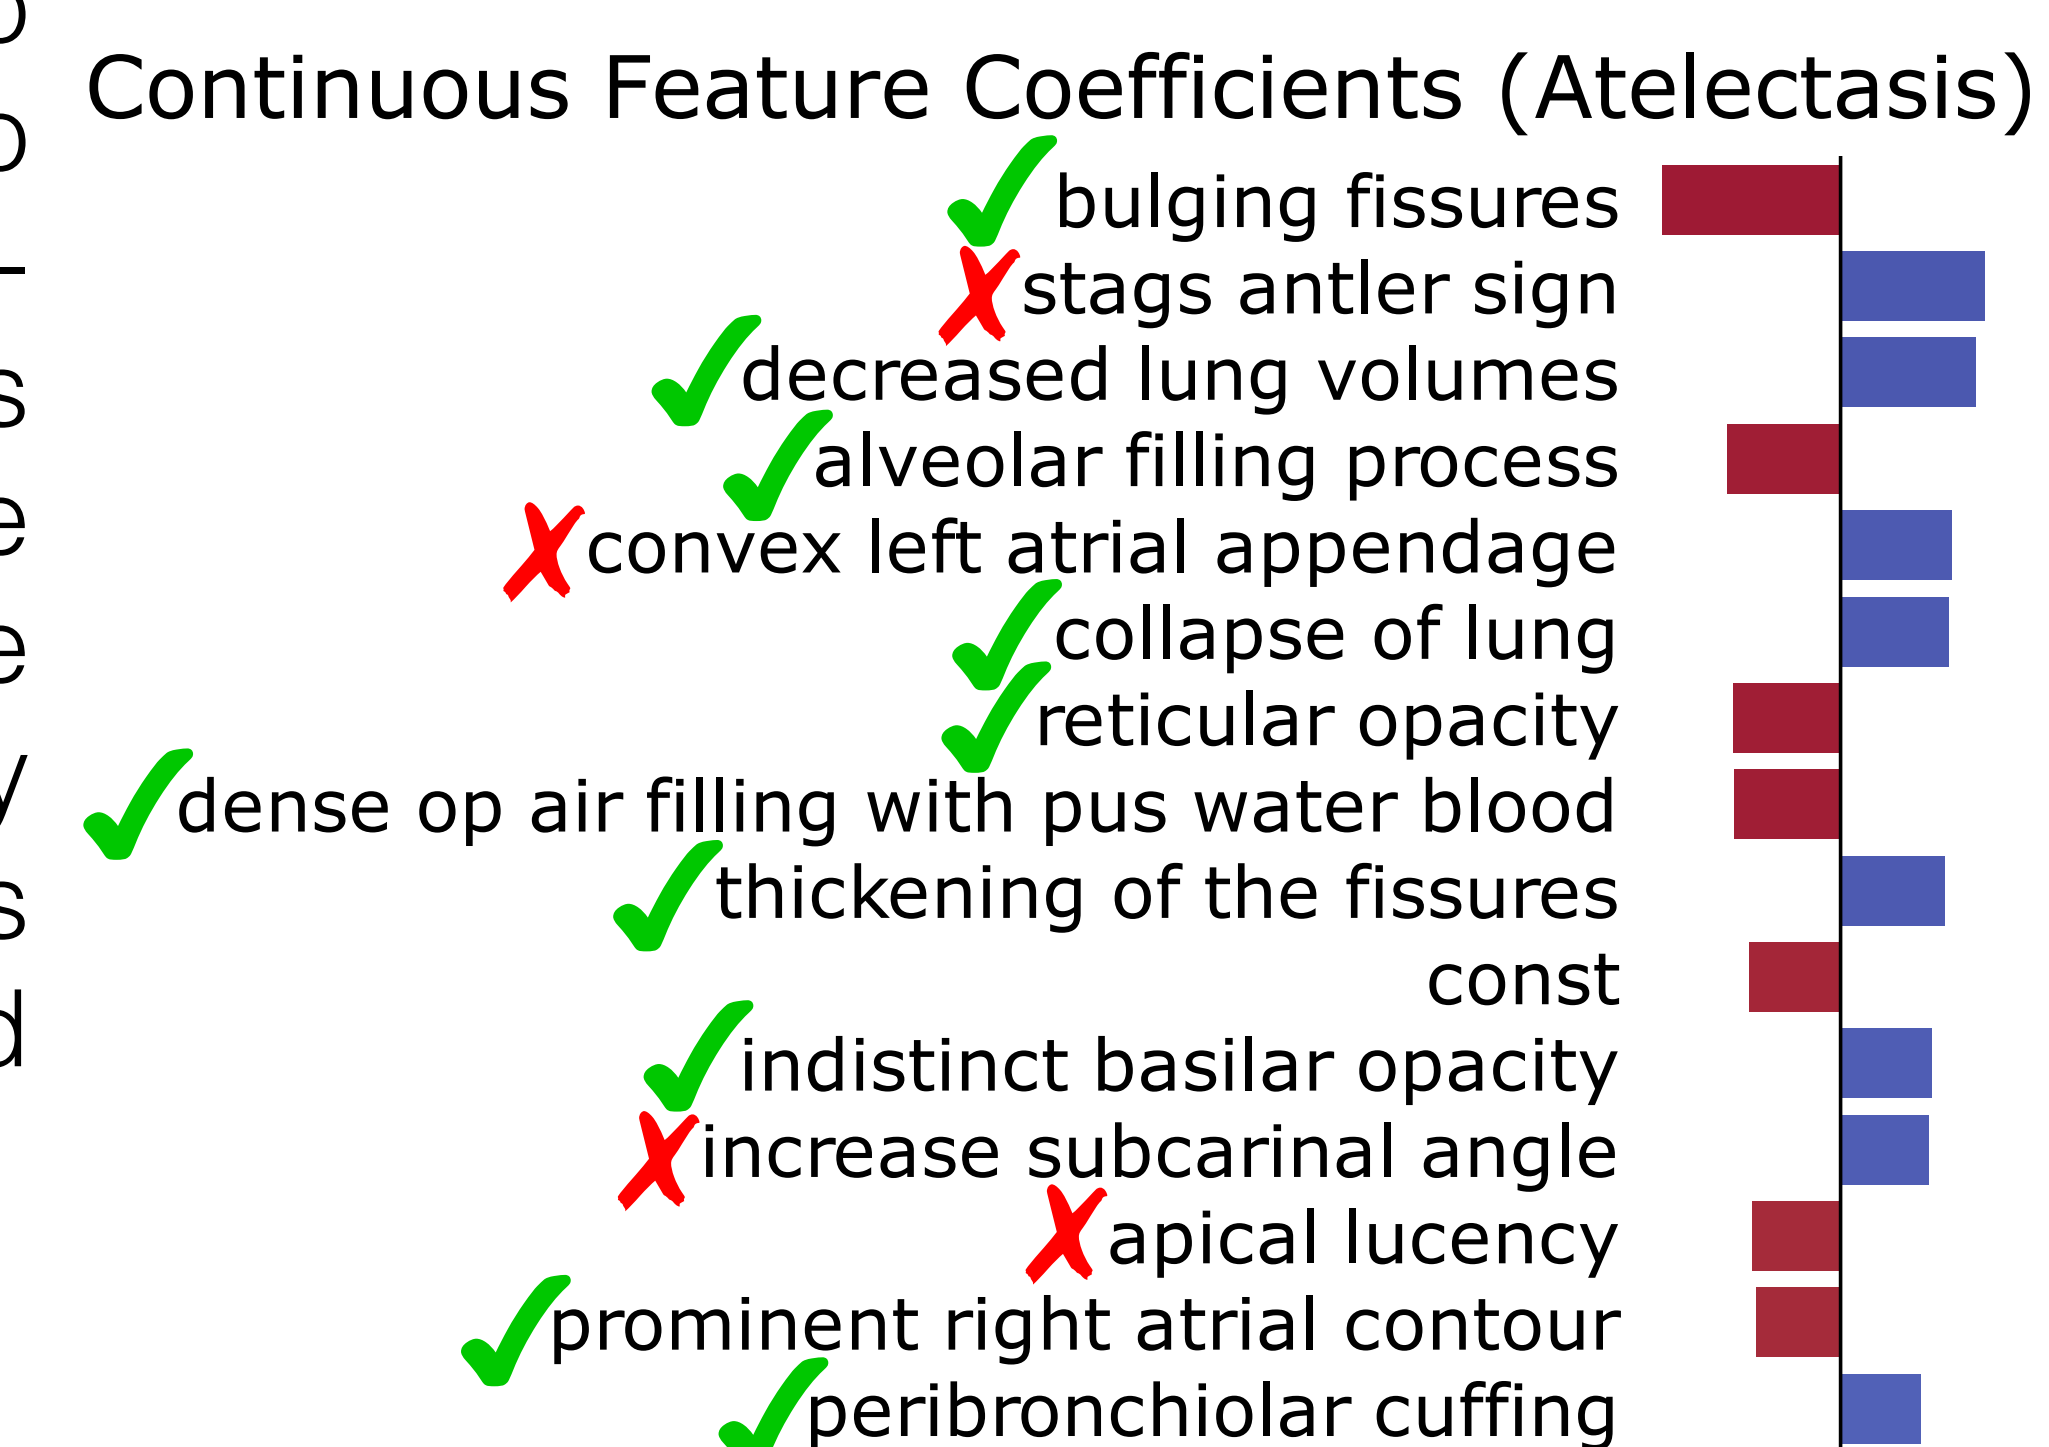 Continuous Feature Coefficients (Atelectasis)
bulging fissures
stags antler sign
decreased lung volumes
alveolar filling process
convex left atrial appendage
collapse of lung
reticular opacity
dense op air filling with pus water blood
thickening of the fissures
const
indistinct basilar opacity
increase subcarinal angle
apical lucency
prominent right atrial contour
peribronchiolar cuffing